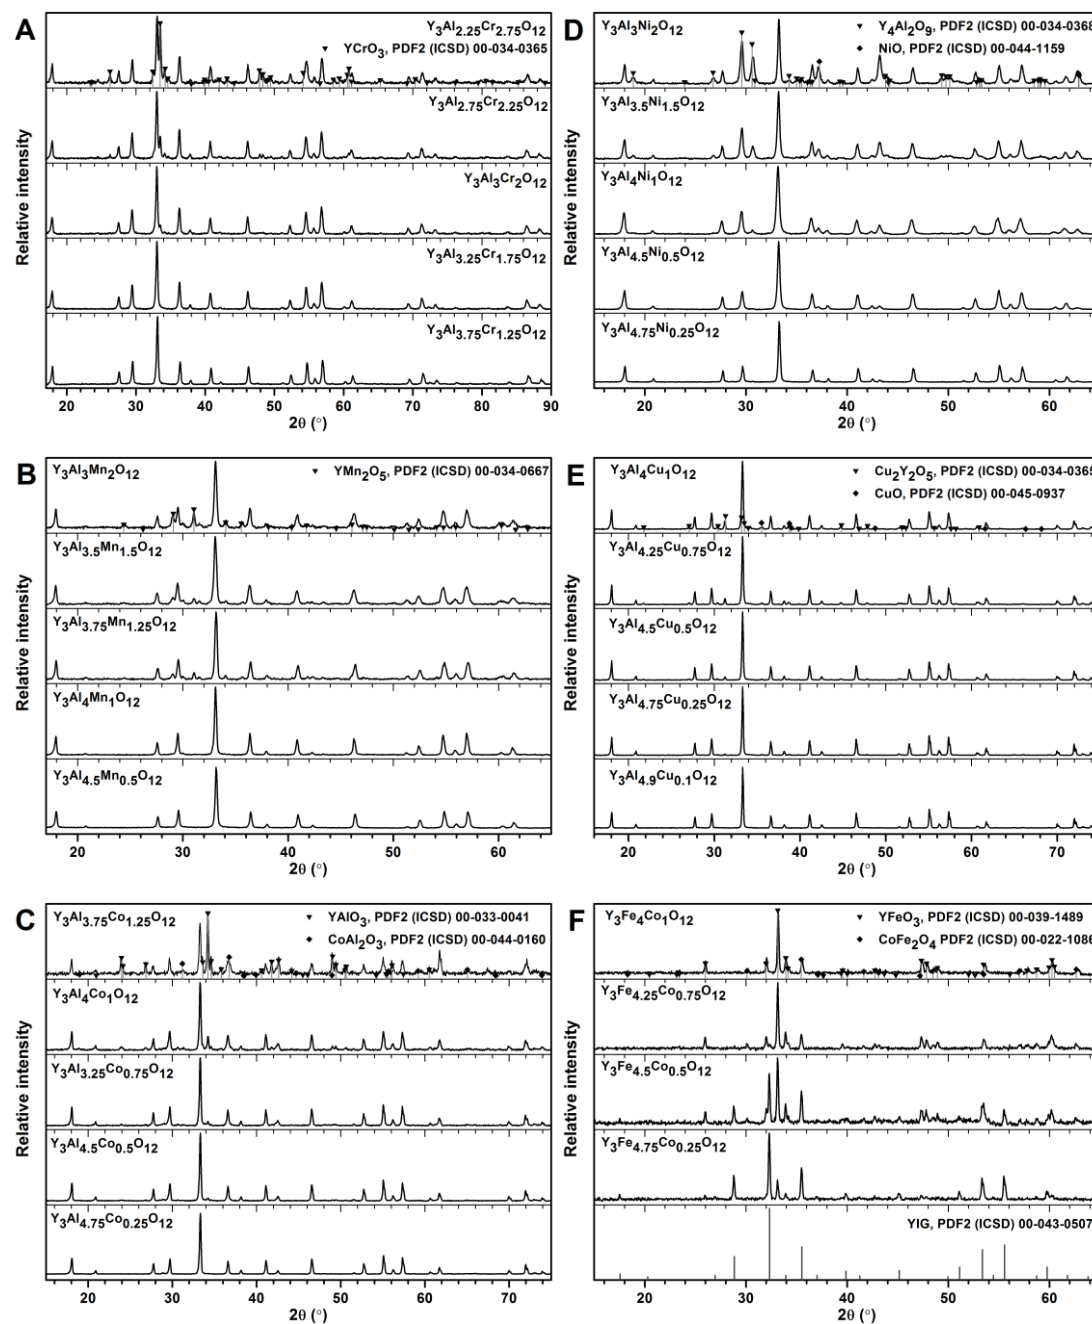 A
Y3Al2.25Cr2.75O12
YCrO3, PDF2 (ICSD) 00-034-0365
Y3Al2.75Cr2.25O12
Y3Al3Cr2O12
Y3Al3.25Cr1.75O12
Y3Al3.75Cr1.25O12
Relative intensity
20 30 40 50 60 70 80 90
2θ (°)
D
Y3Al3Ni2O12
Y4Al2O9, PDF2 (ICSD) 00-034-0368
NiO, PDF2 (ICSD) 00-044-1159
Y3Al3.5Ni1.5O12
Y3Al4Ni1O12
Y3Al4.5Ni0.5O12
Y3Al4.75Ni0.25O12
Relative intensity
20 30 40 50 60
2θ (°)
B
Y3Al3Mn2O12
YMn2O5, PDF2 (ICSD) 00-034-0667
Y3Al3.5Mn1.5O12
Y3Al3.75Mn1.25O12
Y3Al4Mn1O12
Y3Al4.5Mn0.5O12
Relative intensity
20 30 40 50 60
2θ (°)
E
Y3Al4Cu1O12
Cu2Y2O5, PDF2 (ICSD) 00-034-0365
CuO, PDF2 (ICSD) 00-045-0937
Y3Al4.25Cu0.75O12
Y3Al4.5Cu0.5O12
Y3Al4.75Cu0.25O12
Y3Al4.9Cu0.1O12
Relative intensity
20 30 40 50 60 70
2θ (°)
C
Y3Al3.75Co1.25O12
YAlO3, PDF2 (ICSD) 00-033-0041
CoAl2O3, PDF2 (ICSD) 00-044-0160
Y3Al4Co1O12
Y3Al3.25Co0.75O12
Y3Al4.5Co0.5O12
Y3Al4.75Co0.25O12
Relative intensity
20 30 40 50 60 70
2θ (°)
F
Y3Fe4Co1O12
YFeO3, PDF2 (ICSD) 00-039-1489
CoFe2O4 PDF2 (ICSD) 00-022-1086
Y3Fe4.25Co0.75O12
Y3Fe4.5Co0.5O12
Y3Fe4.75Co0.25O12
YIG, PDF2 (ICSD) 00-043-0507
Relative intensity
20 30 40 50 60
2θ (°)